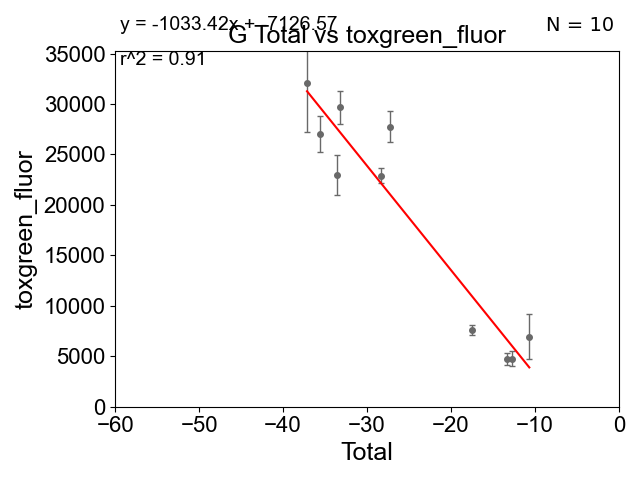 y = -1033.42x + -7126.57
N = 10
G Total vs toxgreen_fluor
r^2 = 0.91
35000
30000
25000
20000
15000
10000
5000
0
toxgreen_fluor
−60 −50 −40 −30 −20 −10 0
Total